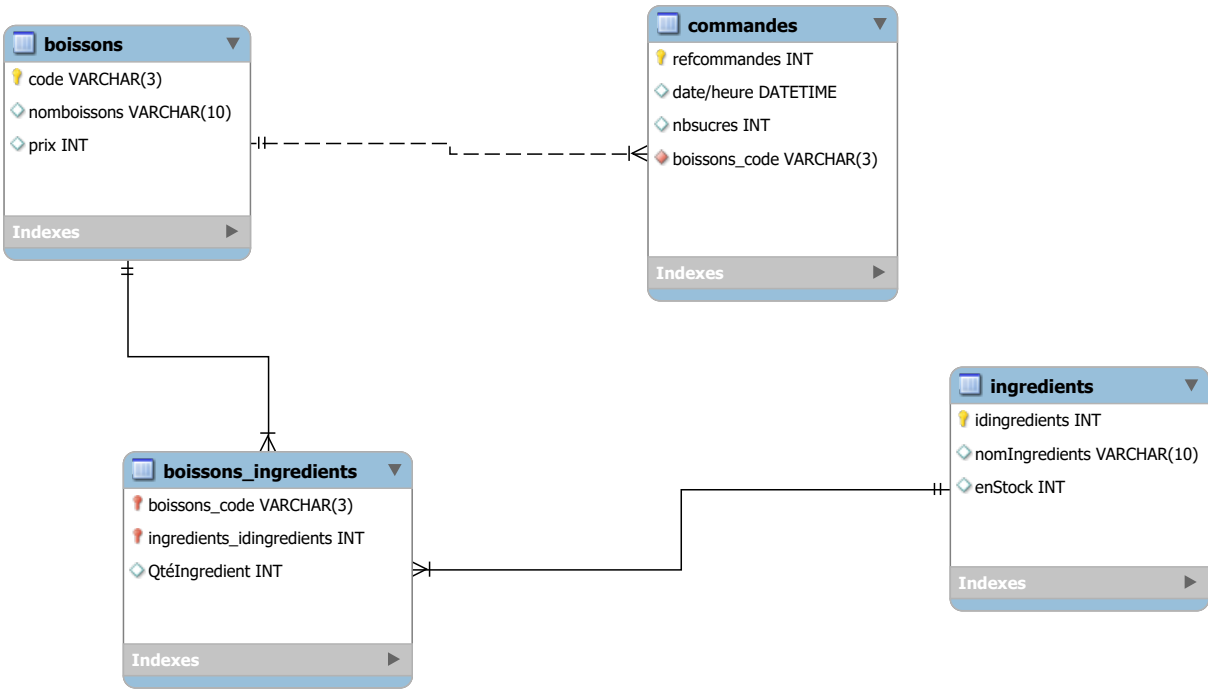 boissons
code VARCHAR(3)
nomboissons VARCHAR(10)
prix INT
Indexes
commandes
refcommandes INT
date/heure DATETIME
nbsucres INT
boissons_code VARCHAR(3)
Indexes
boissons_ingredients
boissons_code VARCHAR(3)
ingredients_idingredients INT
QtéIngredient INT
Indexes
ingredients
idingredients INT
nomIngredients VARCHAR(10)
enStock INT
Indexes